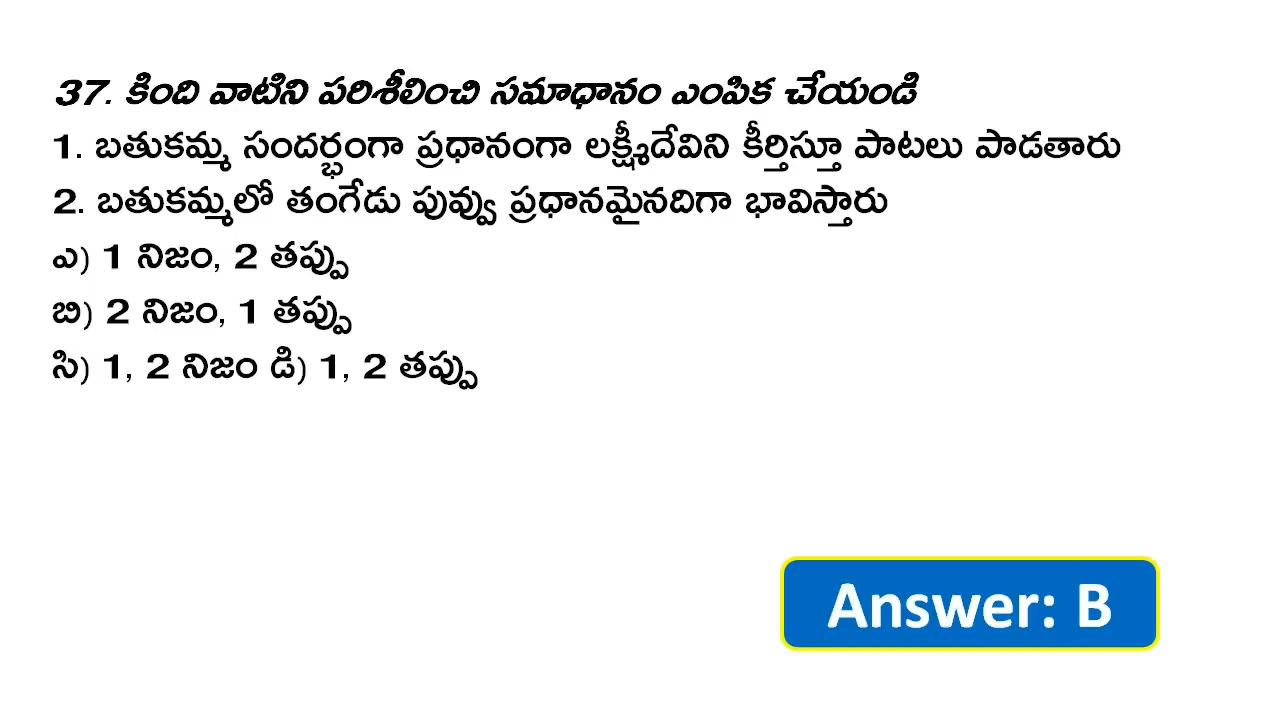 37. కింది వాటిని పరిశీలించి సమాధానం ఎంపిక చేయండి
1. బతుకమ్మ సందర్భంగా ప్రధానంగా లక్ష్మీదేవిని కీర్తిస్తూ పాటలు పాడతారు
2. బతుకమ్మలో తంగేడు పువ్వు ప్రధానమైనదిగా భావిస్తారు
ఎ) 1 నిజం, 2 తప్పు
బి) 2 నిజం, 1 తప్పు
సి) 1, 2 నిజం డి) 1, 2 తప్పు
Answer: B